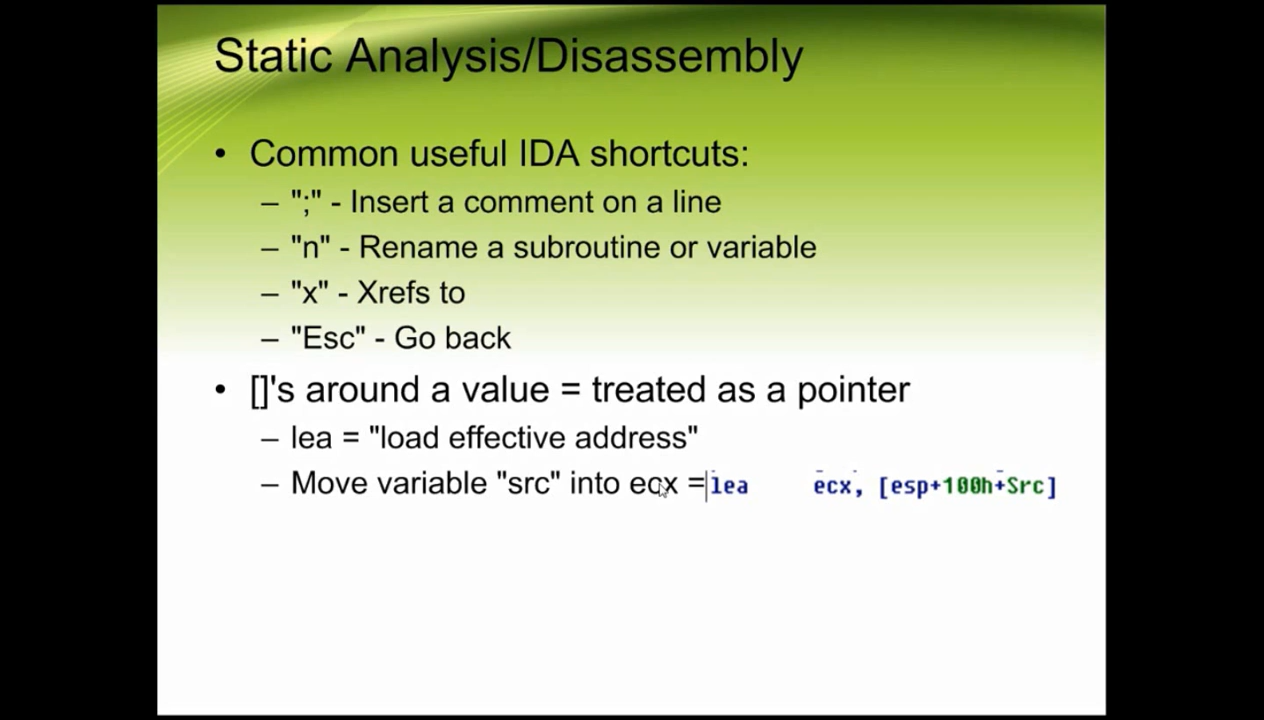 Static Analysis/Disassembly
• Common useful IDA shortcuts:
– ";" - Insert a comment on a line
– "n" - Rename a subroutine or variable
– "x" - Xrefs to
– "Esc" - Go back
• []'s around a value = treated as a pointer
– lea = "load effective address"
– Move variable "src" into ecx = lea ecx, [esp+100h+Src]